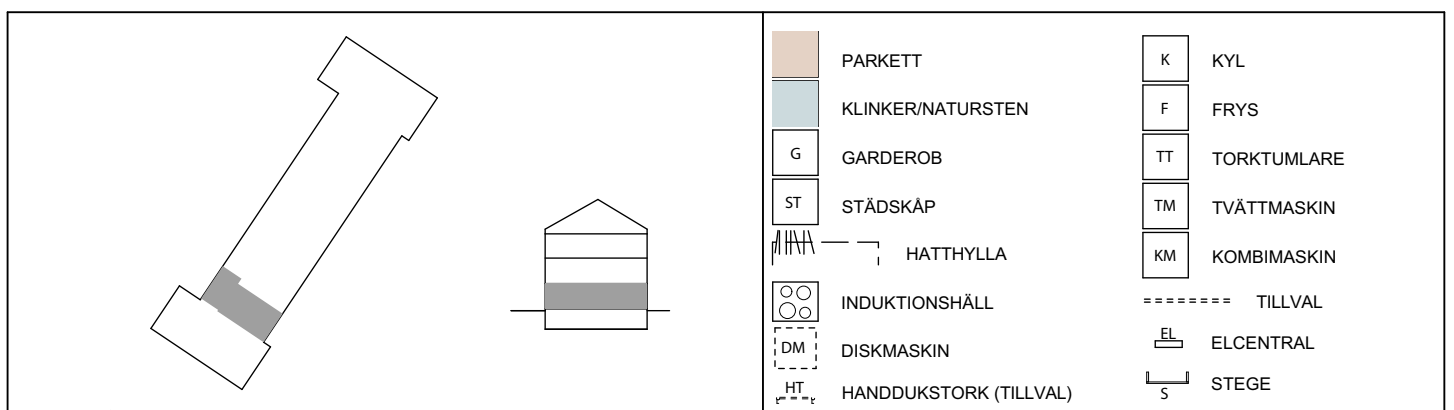 PARKETT
KLINKER/NATURSTEN
G GARDEROB
ST STÄDSKÅP
HATTHYLLA
INDUKTIONSHÄLL
DM DISKMASKIN
HT HANDDUKSTORK (TILLVAL)
K KYL
F FRYS
TT TORKTUMLARE
TM TVÄTTMASKIN
KM KOMBIMASKIN
TILLVAL
EL ELCENTRAL
S STEGE